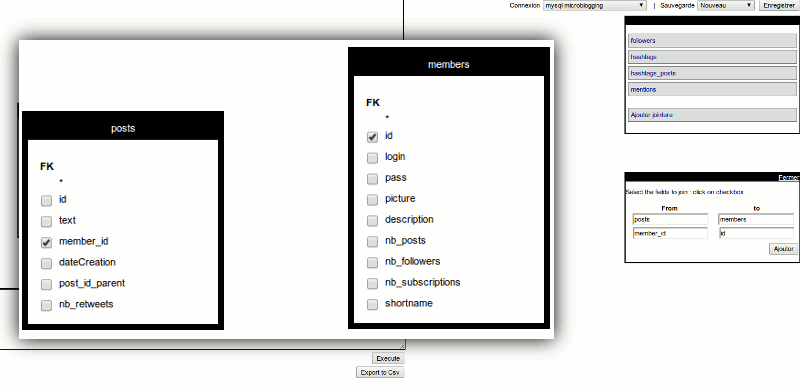 Connexion mysql microblogging | Sauvegarde Nouveau Enregistrer
followers
hashtags
hashtags_posts
mentions
Ajouter jointure
members
FK
*
id
login
pass
picture
description
nb_posts
nb_followers
nb_subscriptions
shortname
posts
FK
*
id
text
member_id
dateCreation
post_id_parent
nb_retweets
Fermer
Select the fields to join : click on checkbox
From to
posts members
member_id id
Ajouter
Execute
Export to Csv